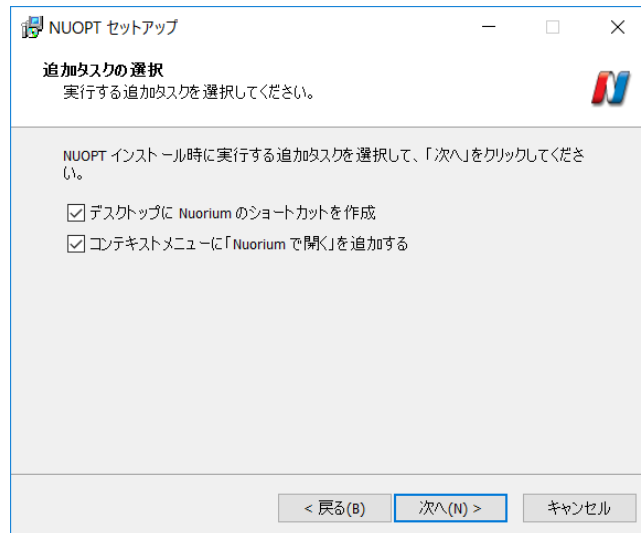 NUOPT セットアップ
追加タスクの選択
実行する追加タスクを選択してください。
NUOPT インストール時に実行する追加タスクを選択して、「次へ」をクリックしてくださ
い。
デスクトップに Nuorium のショートカットを作成
コンテキストメニューに「Nuorium で開く」を追加する
< 戻る(B)
次へ(N) >
キャンセル